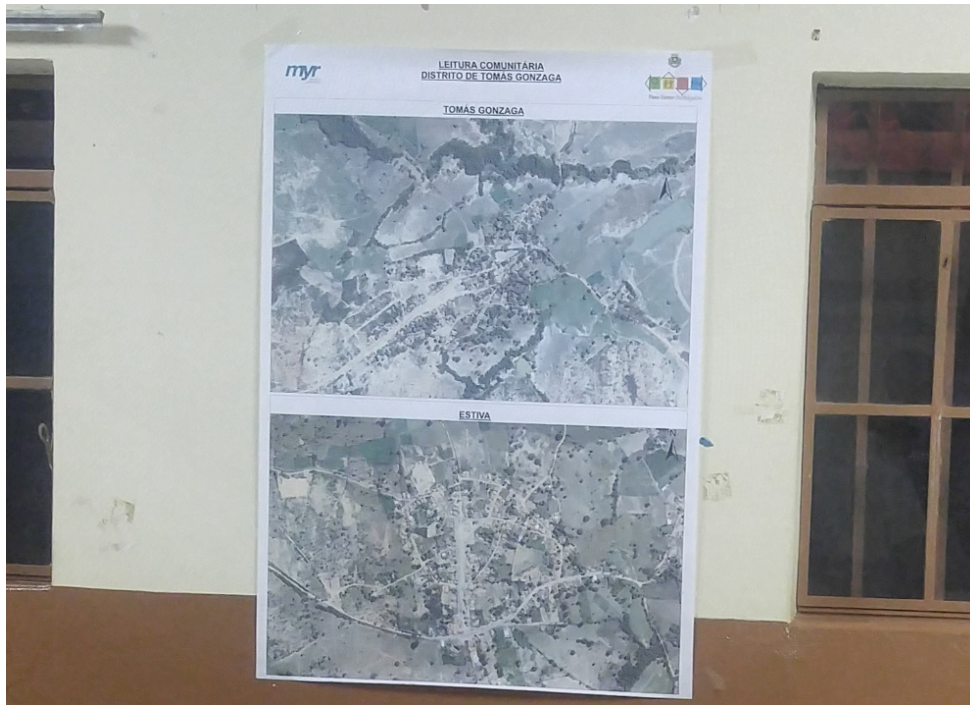 myr
LEITURA COMUNITÁRIA
DISTRITO DE TOMÁS GONZAGA
TOMÁS GONZAGA
ESTIVA